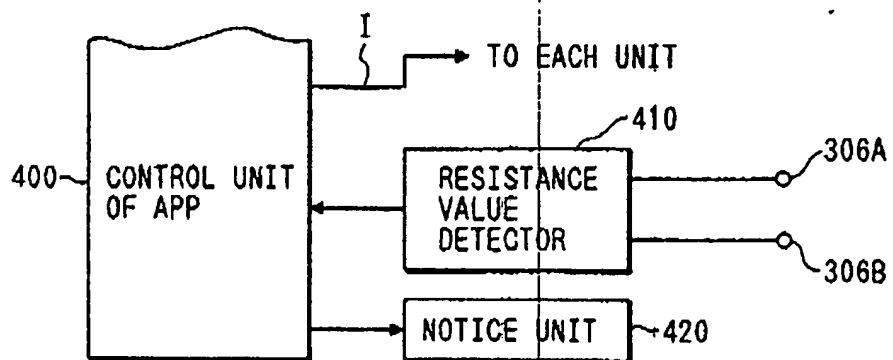 I
TO EACH UNIT
410
306A
400
CONTROL UNIT
OF APP
RESISTANCE
VALUE
DETECTOR
306B
NOTICE UNIT
420